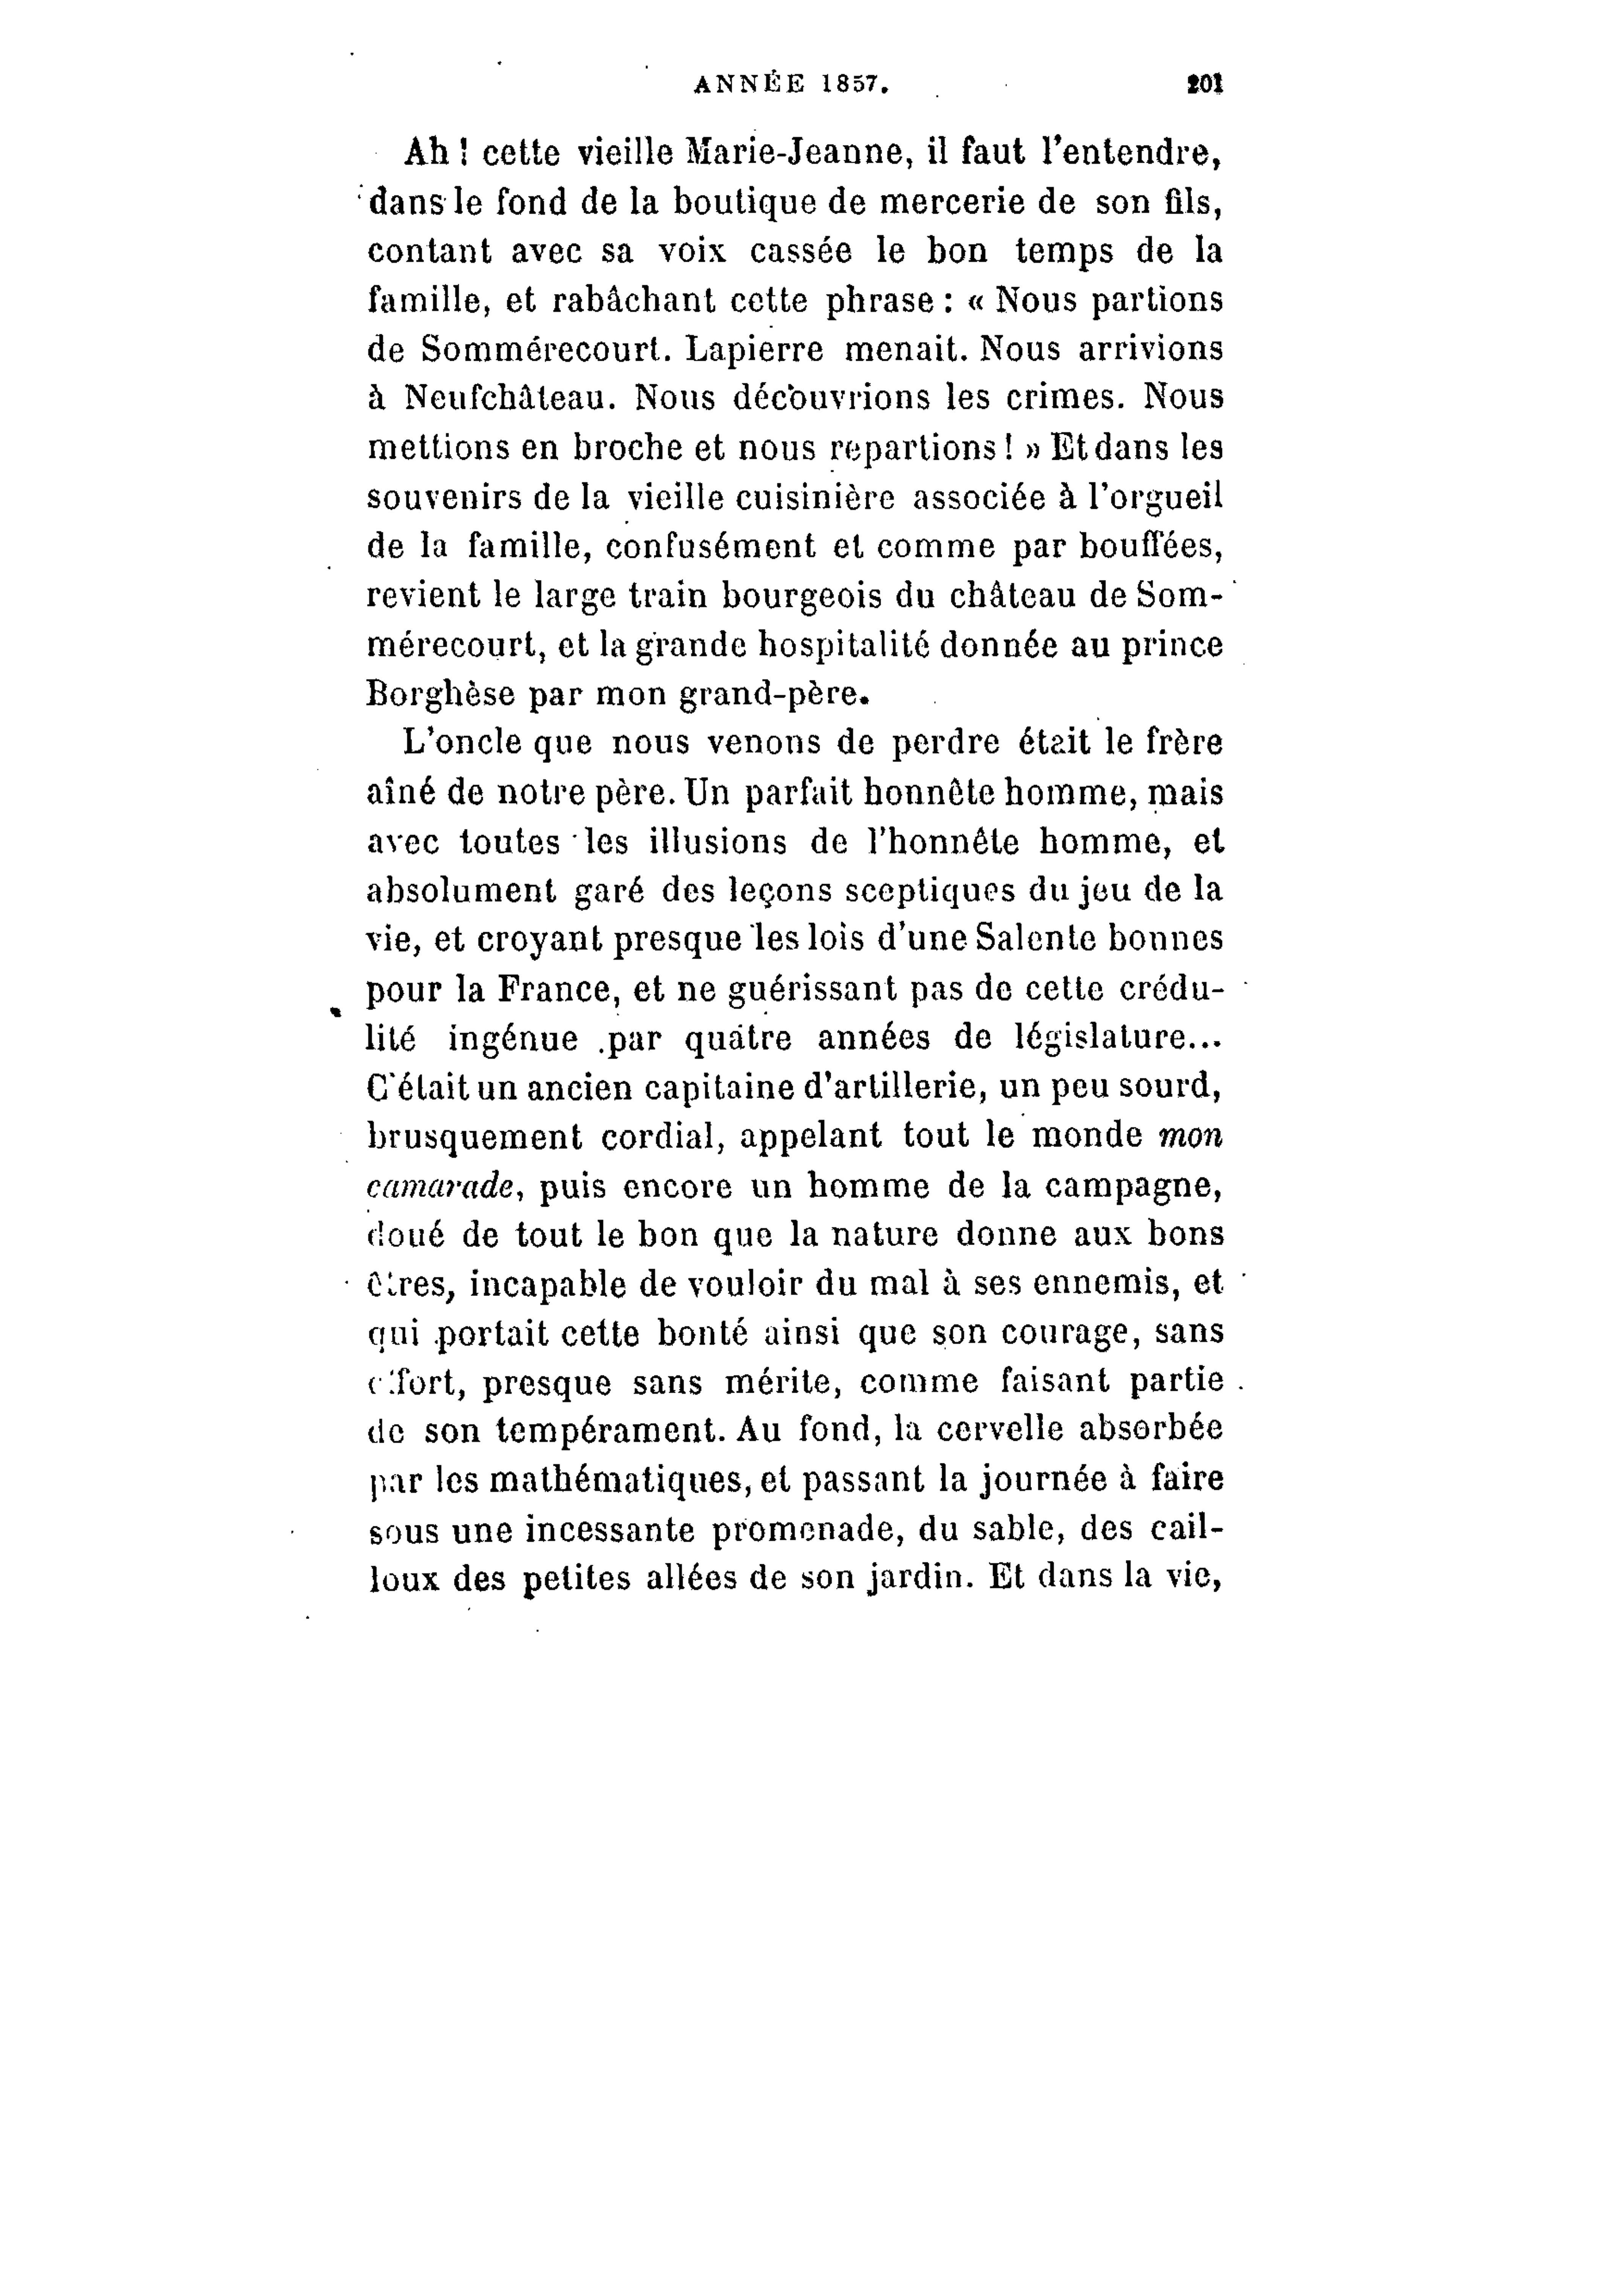 ANNÉE 1857. 201
Ah ! cette vieille Marie-Jeanne, il faut l'entendre,
dans le fond de la boutique de mercerie de son fils,
contant avec sa voix cassée le bon temps de la
famille, et rabâchant cette phrase : « Nous partions
de Sommérecourt. Lapierre menait. Nous arrivions
à Neufchâteau. Nous découvrions les crimes. Nous
mettions en broche et nous repartions ! » Et dans les
souvenirs de la vieille cuisinière associée à l'orgueil
de la famille, confusément et comme par bouffées,
revient le large train bourgeois du château de Som-
mérecourt, et la grande hospitalité donnée au prince
Borghèse par mon grand-père.
L'oncle que nous venons de perdre était le frère
aîné de notre père. Un parfait honnête homme, mais
avec toutes les illusions de l'honnête homme, et
absolument garé des leçons sceptiques du jeu de la
vie, et croyant presque les lois d'une Salente bonnes
pour la France, et ne guérissant pas de cette crédu-
lité ingénue par quatre années de législature...
C'était un ancien capitaine d'artillerie, un peu sourd,
brusquement cordial, appelant tout le monde mon
camarade, puis encore un homme de la campagne,
doué de tout le bon que la nature donne aux bons
êtres, incapable de vouloir du mal à ses ennemis, et
qui portait cette bonté ainsi que son courage, sans
effort, presque sans mérite, comme faisant partie
de son tempérament. Au fond, la cervelle absorbée
par les mathématiques, et passant la journée à faire
sous une incessante promenade, du sable, des cail-
loux des petites allées de son jardin. Et dans la vie,